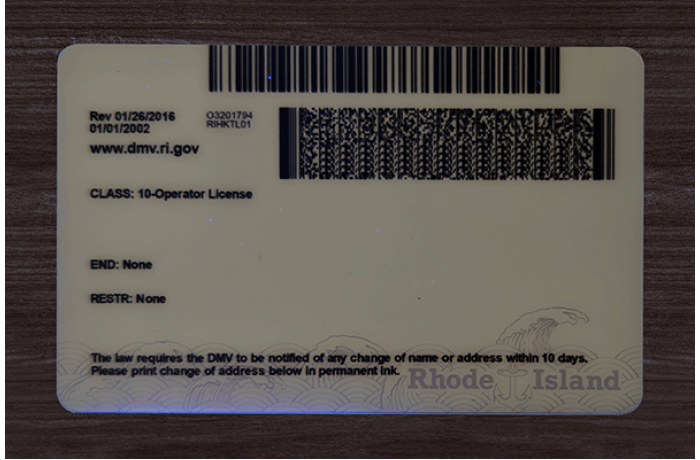 Rev 01/26/2016
01/01/2002
O3201794
RIHKTL01
www.dmv.ri.gov
CLASS: 10-Operator License
END: None
RESTR: None
The law requires the DMV to be notified of any change of name or address within 10 days.
Please print change of address below in permanent ink.
Rhode Island